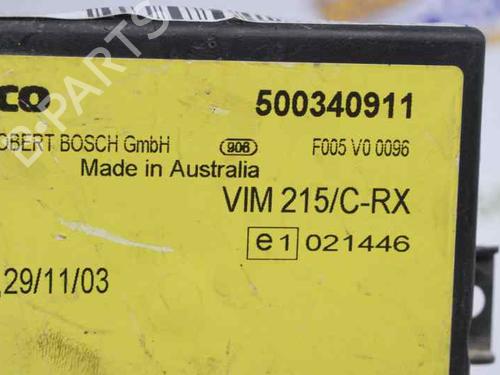 CO 500340911
OBERT BOSCH GmbH 906 F005 V0 0096
Made in Australia
VIM 215/C-RX
e1 021446
,29/11/03